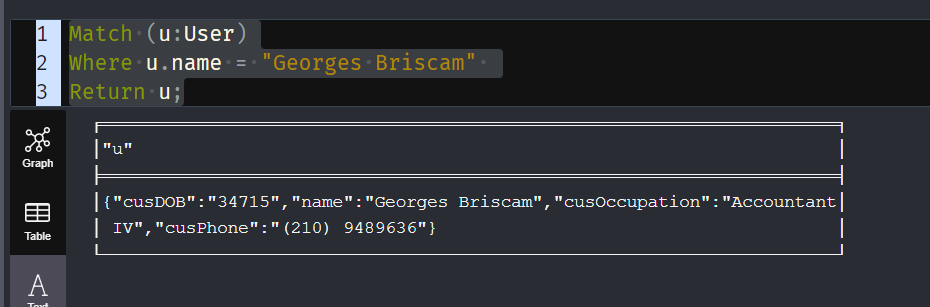 1 Match (u:User)
2 Where u.name = "Georges Briscam"
3 Return u;
Graph
Table
Text
"u"
{"cusDOB":"34715","name":"Georges Briscam","cusOccupation":"Accountant
IV","cusPhone":"(210) 9489636"}